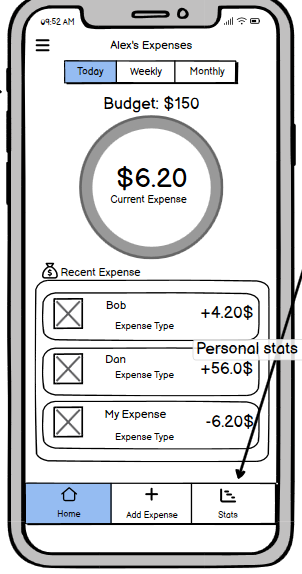 09:52 AM
Alex's Expenses
Today Weekly Monthly
Budget: $150
$6.20
Current Expense
$ Recent Expense
Bob
+4.20$
Expense Type
Personal stats
Dan
+56.0$
Expense Type
My Expense
-6.20$
Expense Type
Home Add Expense Stats